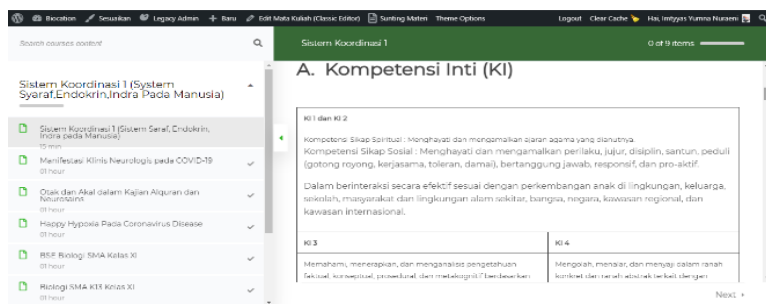 Biocation Sesuaikan Legacy Admin + Baru Edit Mata Kuliah (Classic Editor) Sunting Materi Theme Options Logout Clear Cache Hai, Imtyyas Yumna Nuraeni
Search courses content
Sistem Koordinasi 1
0 of 9 items
Sistem Koordinasi 1 (System
Syaraf,Endokrin,Indra Pada Manusia)
Sistem Koordinasi 1 (Sistem Saraf, Endokrin,
Indra pada Manusia)
15 min
Manifestasi Klinis Neurologis pada COVID-19
01 hour
Otak dan Akal dalam Kajian Alquran dan
Neurosains
01 hour
Happy Hypoxia Pada Coronavirus Disease
01 hour
BSE Biologi SMA Kelas XI
01 hour
Biologi SMA K13 Kelas XI
01 hour
A. Kompetensi Inti (KI)
KI 1 dan KI 2
Kompetensi Sikap Spiritual : Menghayati dan mengamalkan ajaran agama yang dianutnya.
Kompetensi Sikap Sosial : Menghayati dan mengamalkan perilaku, jujur, disiplin, santun, peduli
(gotong royong, kerjasama, toleran, damai), bertanggung jawab, responsif, dan pro-aktif.
Dalam berinteraksi secara efektif sesuai dengan perkembangan anak di lingkungan, keluarga,
sekolah, masyarakat dan lingkungan alam sekitar, bangsa, negara, kawasan regional, dan
kawasan internasional.
KI 3
KI 4
Memahami, menerapkan, dan menganalisis pengetahuan
faktual, konseptual, prosedural, dan metakognitif berdasarkan
Mengolah, menalar, dan menyaji dalam ranah
konkret dan ranah abstrak terkait dengan
Next